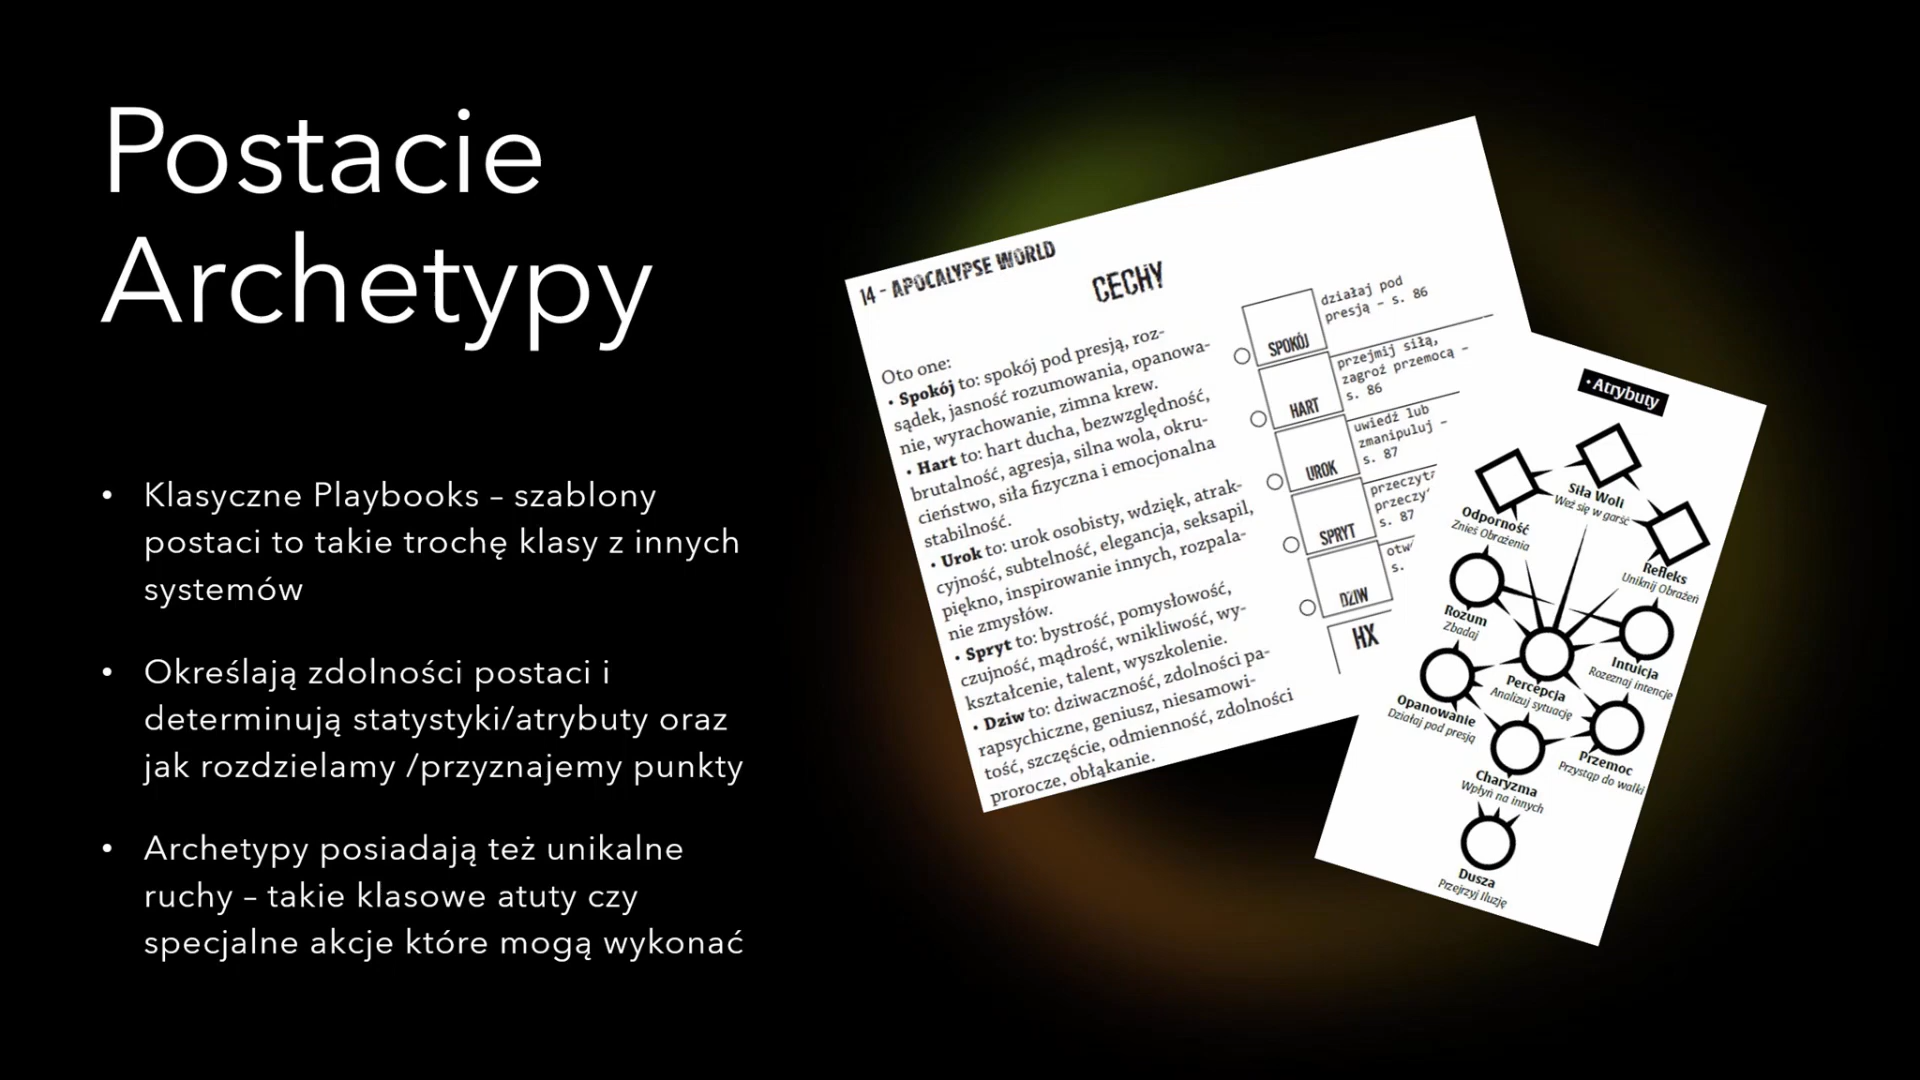 Postacie
Archetypy
• Klasyczne Playbooks – szablony
postaci to takie trochę klasy z innych
systemów
• Określają zdolności postaci i
determinują statystyki/atrybuty oraz
jak rozdzielamy /przyznajemy punkty
• Archetypy posiadają też unikalne
ruchy – takie klasowe atuty czy
specjalne akcje które mogą wykonać
14 – APOCALYPSE WORLD
CECHY
Oto one:
• Spokój to: spokój pod presją, roz-
sądek, jasność rozumowania, opanowa-
nie, wyrachowanie, zimna krew.
• Hart to: hart ducha, bezwzględność,
brutalność, agresja, silna wola, okru-
cieństwo, siła fizyczna i emocjonalna
stabilność.
• Urok to: urok osobisty, wdzięk, atrak-
cyjność, subtelność, elegancja, seksapil,
piękno, inspirowanie innych, rozpala-
nie zmysłów.
• Spryt to: bystrość, pomysłowość,
czujność, mądrość, wnikliwość, wy-
kształcenie, talent, wyszkolenie.
• Dziw to: dziwaczność, zdolności pa-
rapsychiczne, geniusz, niesamowi-
tość, szczęście, odmienność, zdolności
prorocze, obłąkanie.
SPOKÓJ
działaj pod
presją – s. 86
HART
przejmij siłą,
zagroź przemocą –
s. 86
UROK
uwiedź lub
zmanipuluj –
s. 87
SPRYT
s. 87
DZIW
s.
HX
• Atrybuty
Siła Woli
Weź się w garść
Odporność
Znieś Obrażenia
Refleks
Uniknij Obrażeń
Rozum
Zbadaj
Intuicja
Rozeznaj intencje
Percepcja
Analizuj sytuację
Opanowanie
Działaj pod presją
Przemoc
Przystąp do walki
Charyzma
Wpłyń na innych
Dusza
Przejrzyj Iluzję